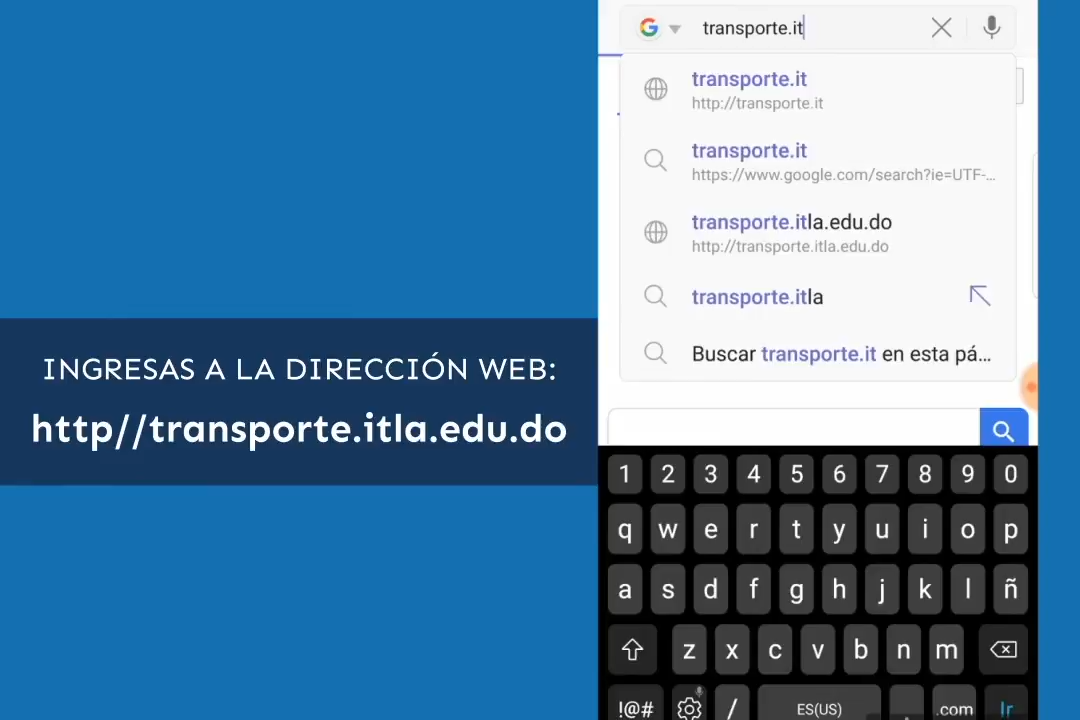 INGRESAS A LA DIRECCIÓN WEB:
http//transporte.itla.edu.do
transporte.it
transporte.it
http://transporte.it
transporte.it
https://www.google.com/search?ie=UTF-...
transporte.itla.edu.do
http://transporte.itla.edu.do
transporte.itla
Buscar transporte.it en esta pá...
1 2 3 4 5 6 7 8 9 0
q w e r t y u i o p
a s d f g h j k l ñ
z x c v b n m
!@# / ES(US) .com Ir